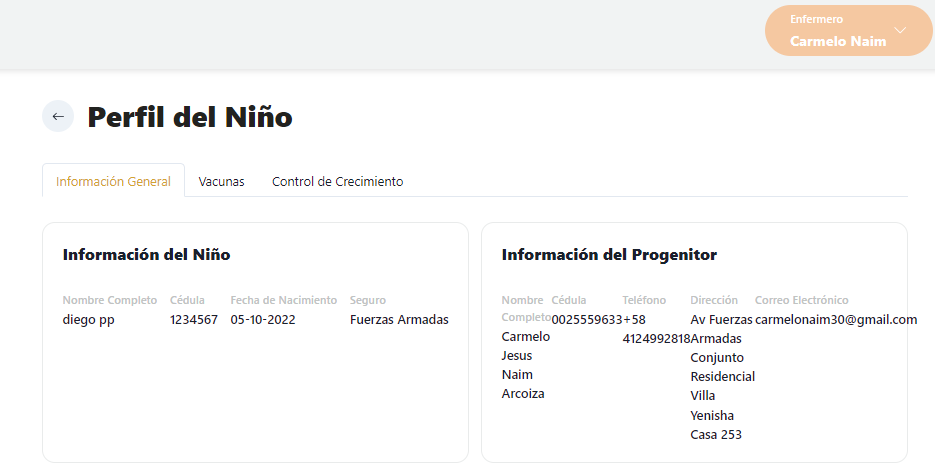 Enfermero
Carmelo Naim
Perfil del Niño
Información General Vacunas Control de Crecimiento
Información del Niño
Nombre Completo Cédula Fecha de Nacimiento Seguro
diego pp 1234567 05-10-2022 Fuerzas Armadas
Información del Progenitor
Nombre Completo
Carmelo
Jesus
Naim
Arcoiza
Cédula
0025559633
Teléfono
+58
4124992818
Dirección
Av Fuerzas
Armadas
Conjunto
Residencial
Villa
Yenisha
Casa 253
Correo Electrónico
carmelonaim30@gmail.com